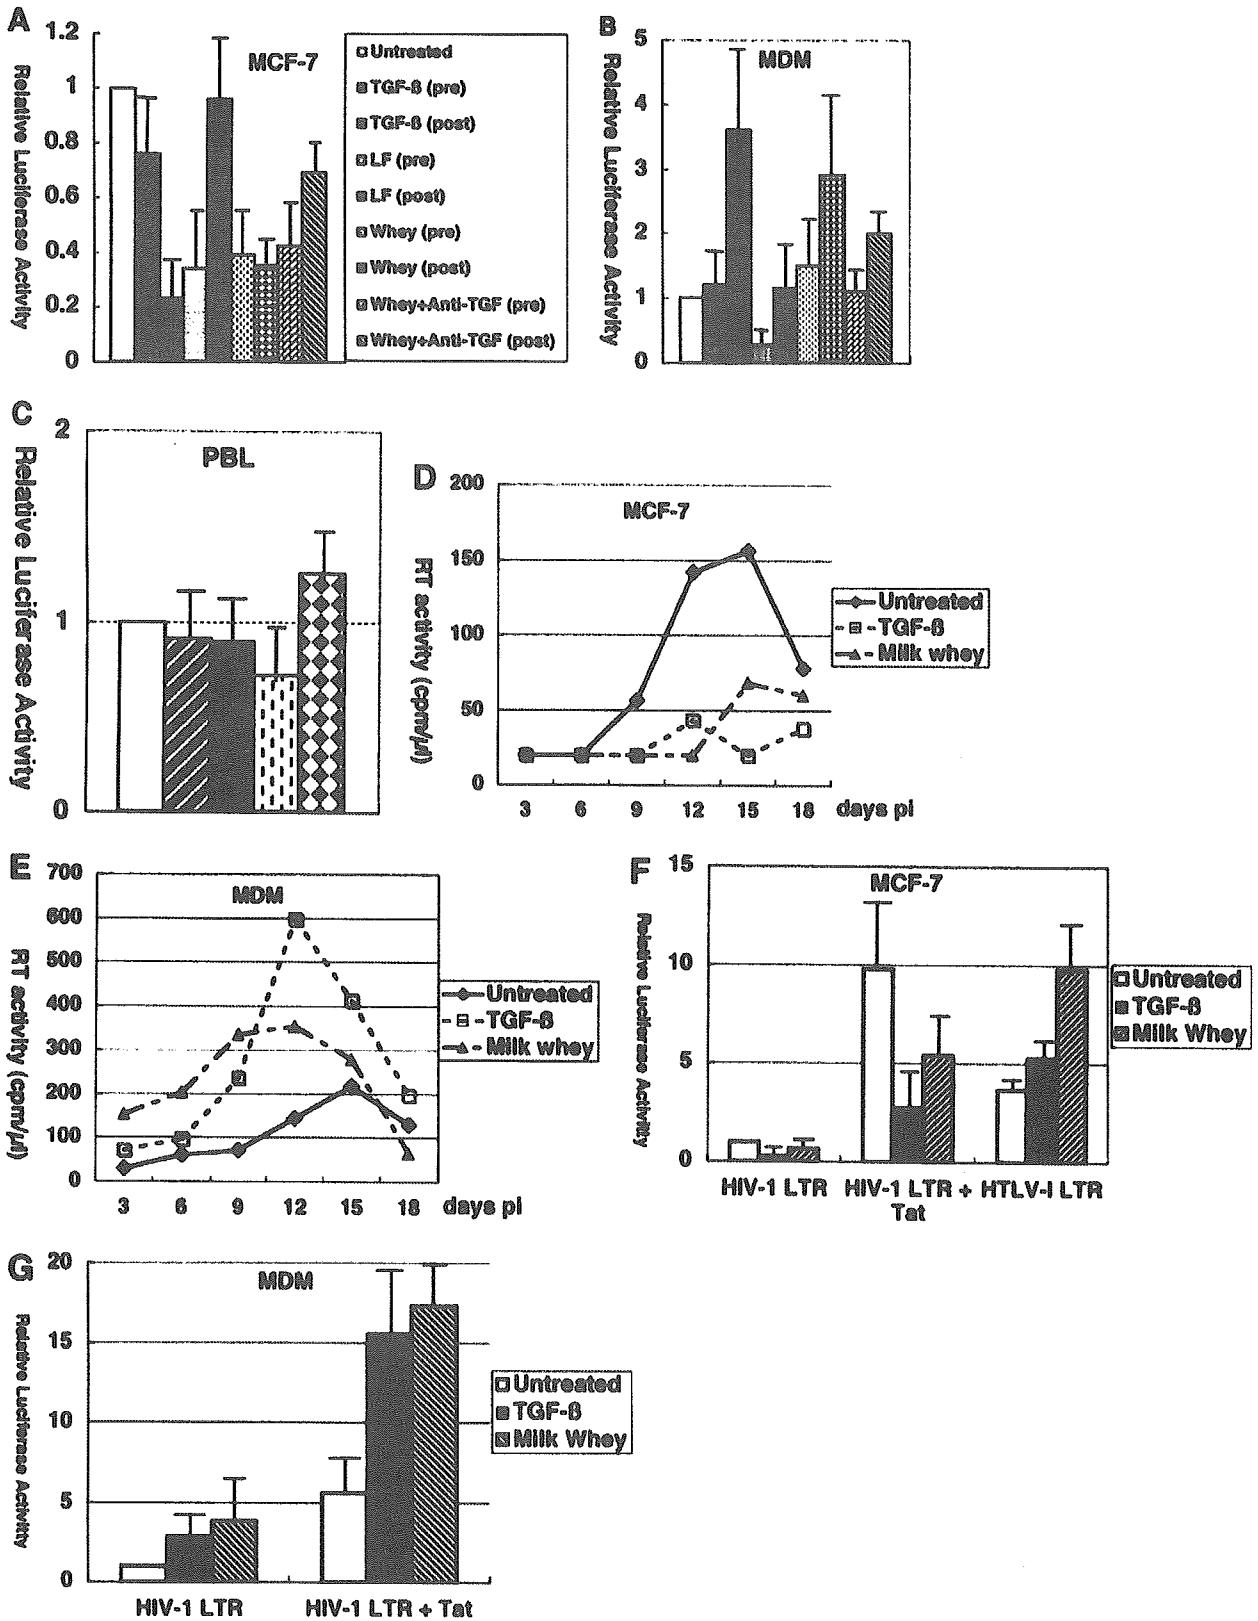 A
Relative Luciferase Activity
1.2
1
0.8
0.6
0.4
0.2
0
MCF-7
Untreated
TGF-ß (pre)
TGF-ß (post)
LF (pre)
LF (post)
Whey (pre)
Whey (post)
Whey+Anti-TGF (pre)
Whey+Anti-TGF (post)
B
Relative Luciferase Activity
5
4
3
2
1
0
MDM
C
Relative Luciferase Activity
2
1
0
PBL
D
RT activity (cpm/µl)
200
150
100
50
0
MCF-7
3 6 9 12 15 18 days pi
Untreated
TGF-ß
Milk whey
E
RT activity (cpm/µl)
700
600
500
400
300
200
100
0
MDM
3 6 9 12 15 18 days pi
Untreated
TGF-ß
Milk whey
F
Relative Luciferase Activity
15
10
5
0
MCF-7
HIV-1 LTR HIV-1 LTR + HTLV-I LTR
Tat
Untreated
TGF-ß
Milk Whey
G
Relative Luciferase Activity
20
15
10
5
0
MDM
HIV-1 LTR HIV-1 LTR + Tat
Untreated
TGF-ß
Milk Whey